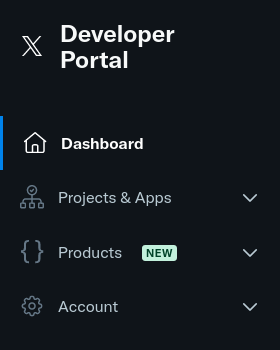 Developer
Portal
Dashboard
Projects & Apps
Products NEW
Account